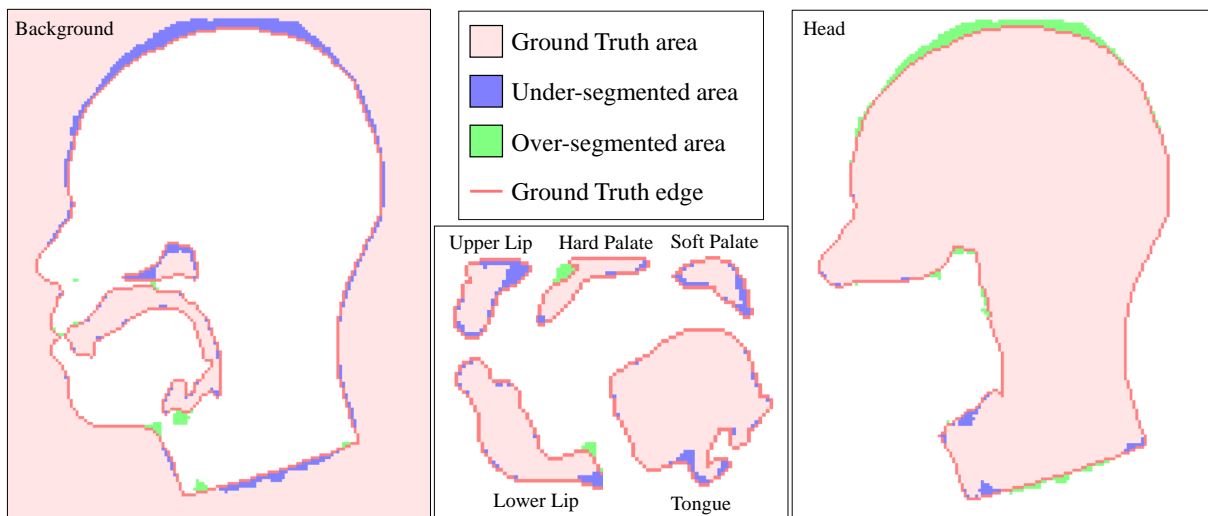 Background
Ground Truth area
Under-segmented area
Over-segmented area
Ground Truth edge
Upper Lip
Hard Palate
Soft Palate
Lower Lip
Tongue
Head